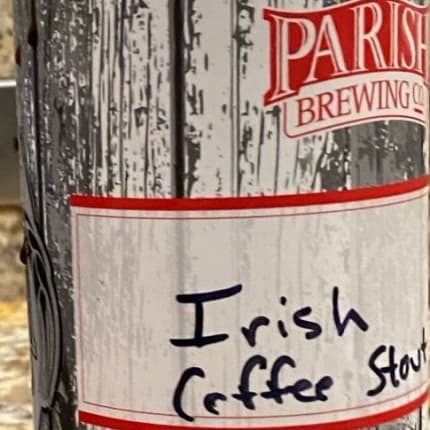 PARISH
BREWING CO
Irish
Coffee Stout